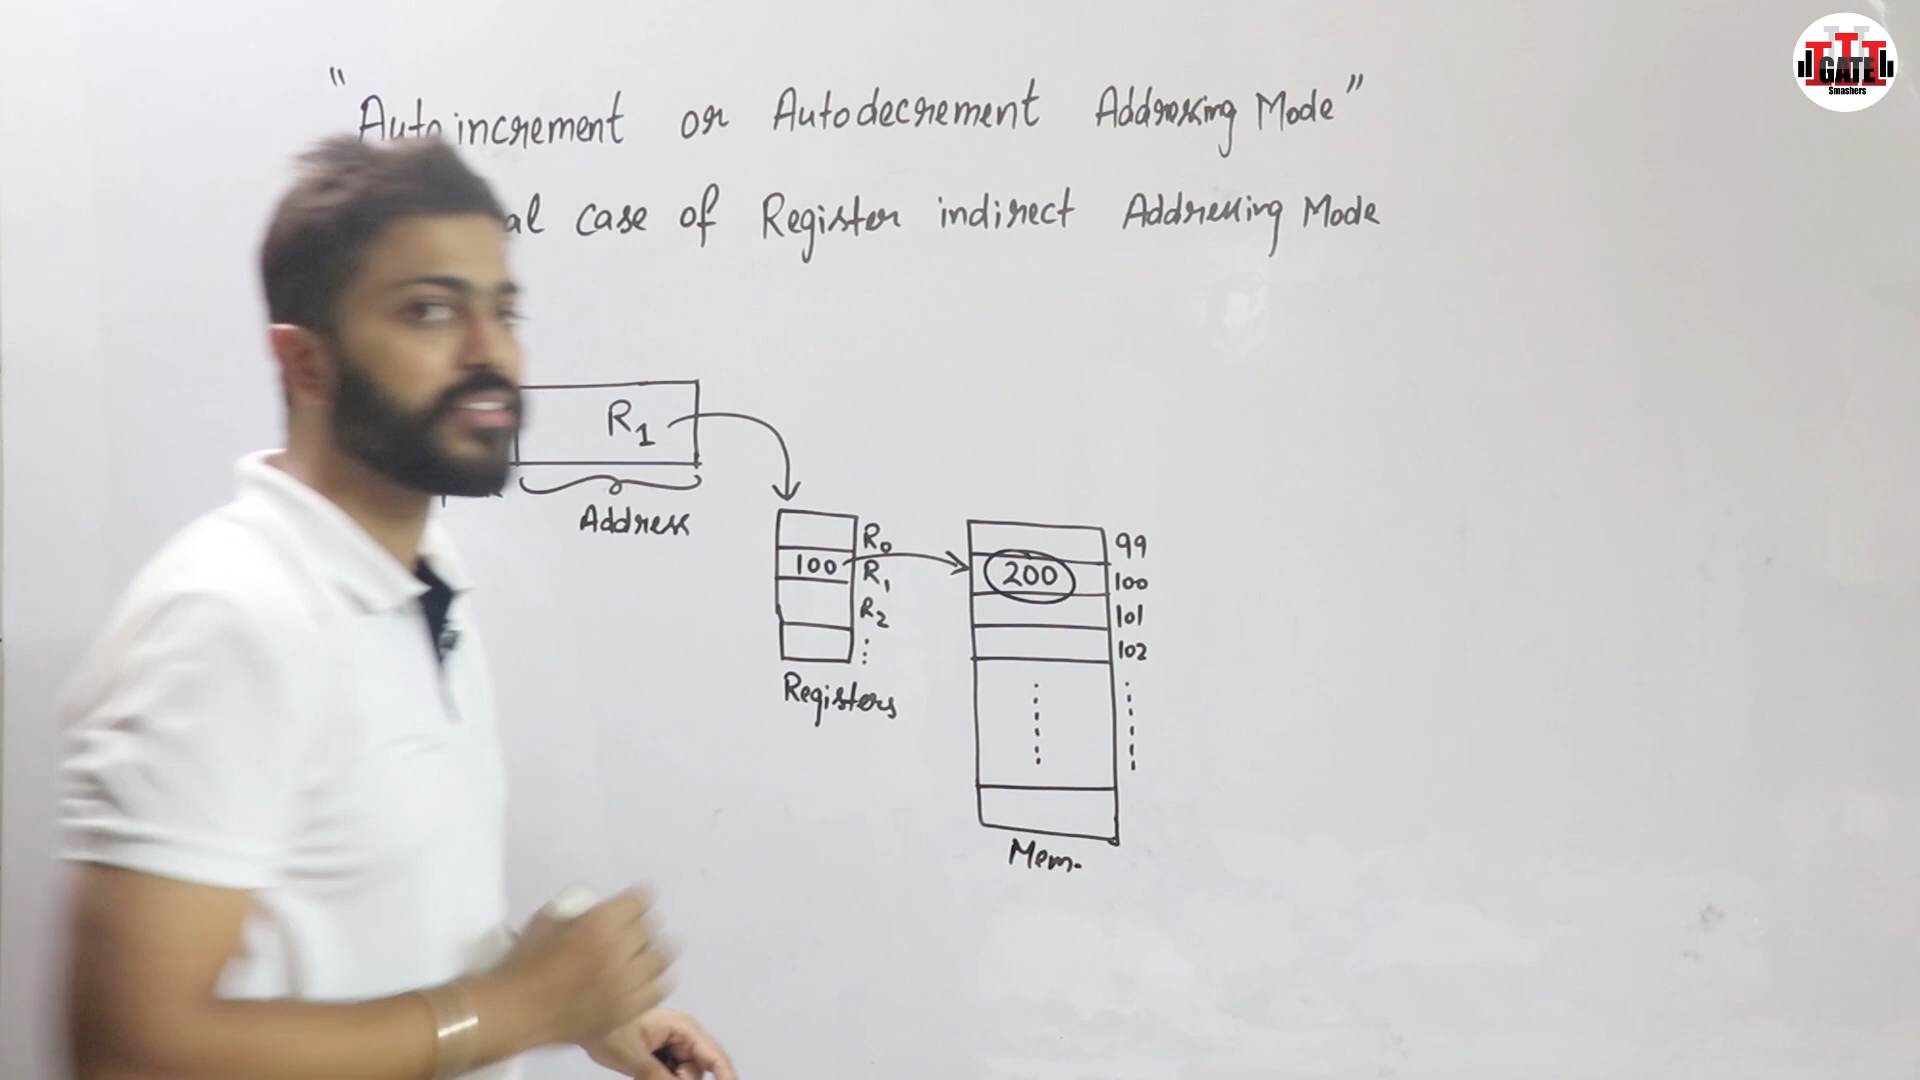 "Autoincrement or Autodecrement Addressing Mode"
case of Register indirect Addressing Mode
R1
Address
R0
100 R1
R2
Registers
99
200 100
101
102
Mem.
GATE
Smashers